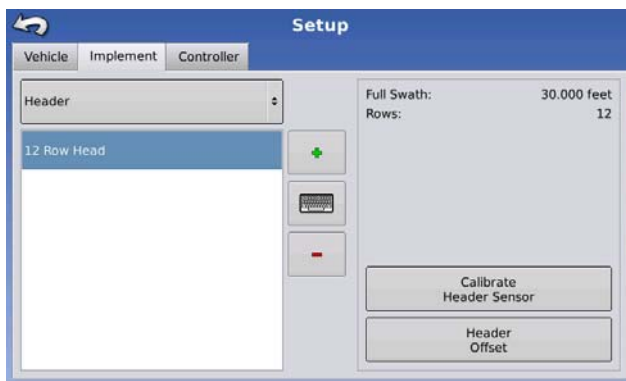 Setup
Vehicle Implement Controller
Header
12 Row Head
Full Swath: 30.000 feet
Rows: 12
Calibrate
Header Sensor
Header
Offset